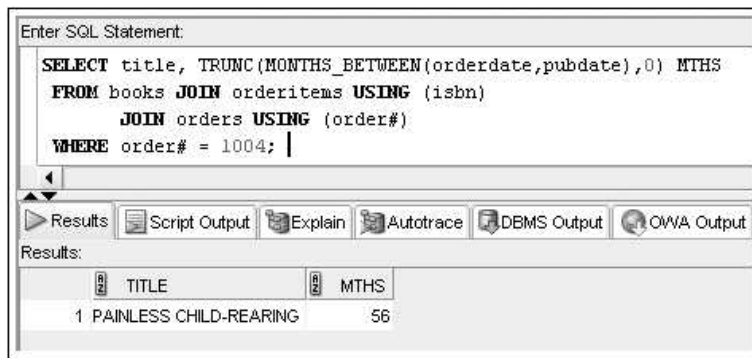 Enter SQL Statement:
SELECT title, TRUNC(MONTHS_BETWEEN(orderdate,pubdate),0) MTHS
FROM books JOIN orderitems USING (isbn)
JOIN orders USING (order#)
WHERE order# = 1004;
Results Script Output Explain Autotrace DBMS Output OWA Output
Results:
TITLE MTHS
1 PAINLESS CHILD-REARING 56